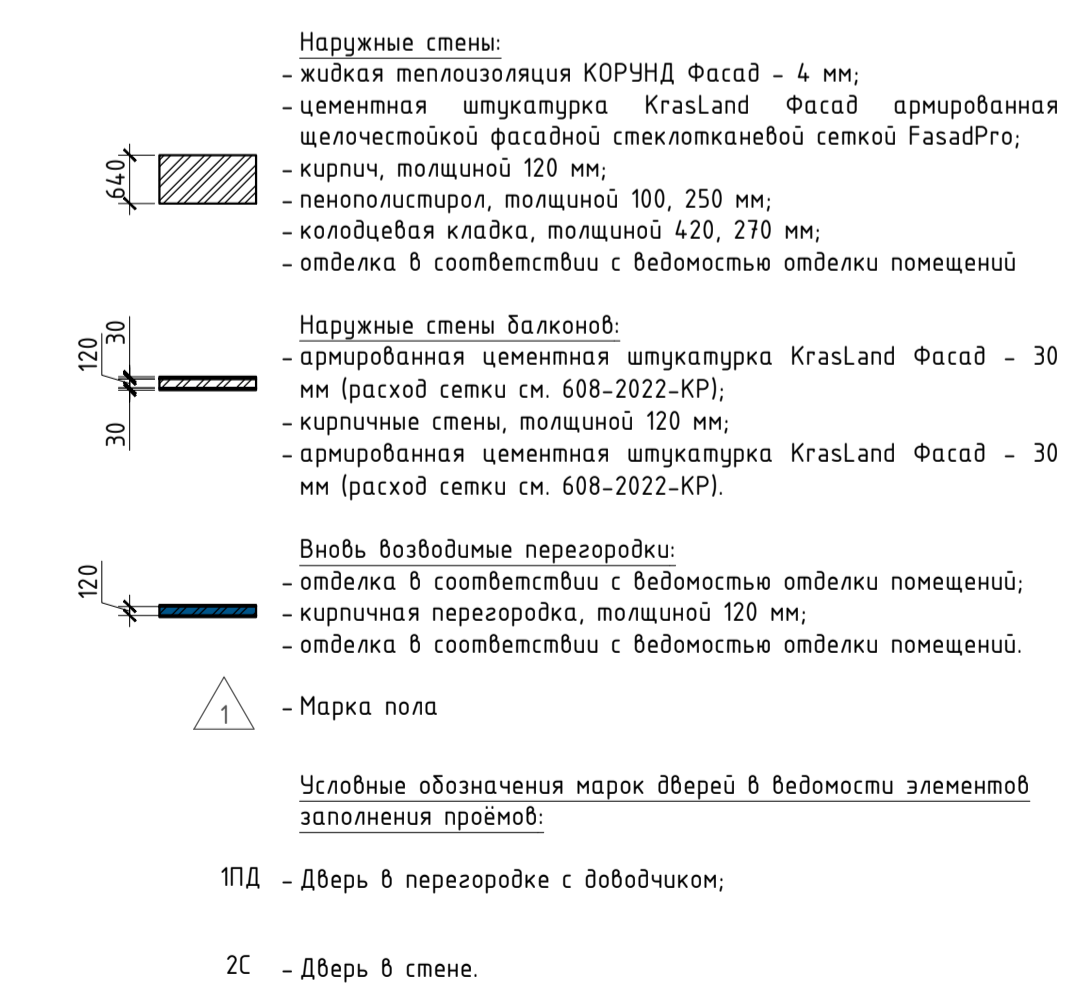 Наружные стены:
- жидкая теплоизоляция КОРУНД Фасад - 4 мм;
- цементная штукатурка KrasLand Фасад армированная
щелочестойкой фасадной стеклотканевой сеткой FasadPro;
640
- кирпич, толщиной 120 мм;
- пенополистирол, толщиной 100, 250 мм;
- колодцевая кладка, толщиной 420, 270 мм;
- отделка в соответствии с ведомостью отделки помещений
Наружные стены балконов:
120
30
30
- армированная цементная штукатурка KrasLand Фасад - 30
мм (расход сетки см. 608-2022-КР);
- кирпичные стены, толщиной 120 мм;
- армированная цементная штукатурка KrasLand Фасад - 30
мм (расход сетки см. 608-2022-КР).
Вновь возводимые перегородки:
120
- отделка в соответствии с ведомостью отделки помещений;
- кирпичная перегородка, толщиной 120 мм;
- отделка в соответствии с ведомостью отделки помещений.
1 - Марка пола
Условные обозначения марок дверей в ведомости элементов
заполнения проёмов:
1ПД - Дверь в перегородке с доводчиком;
2С - Дверь в стене.